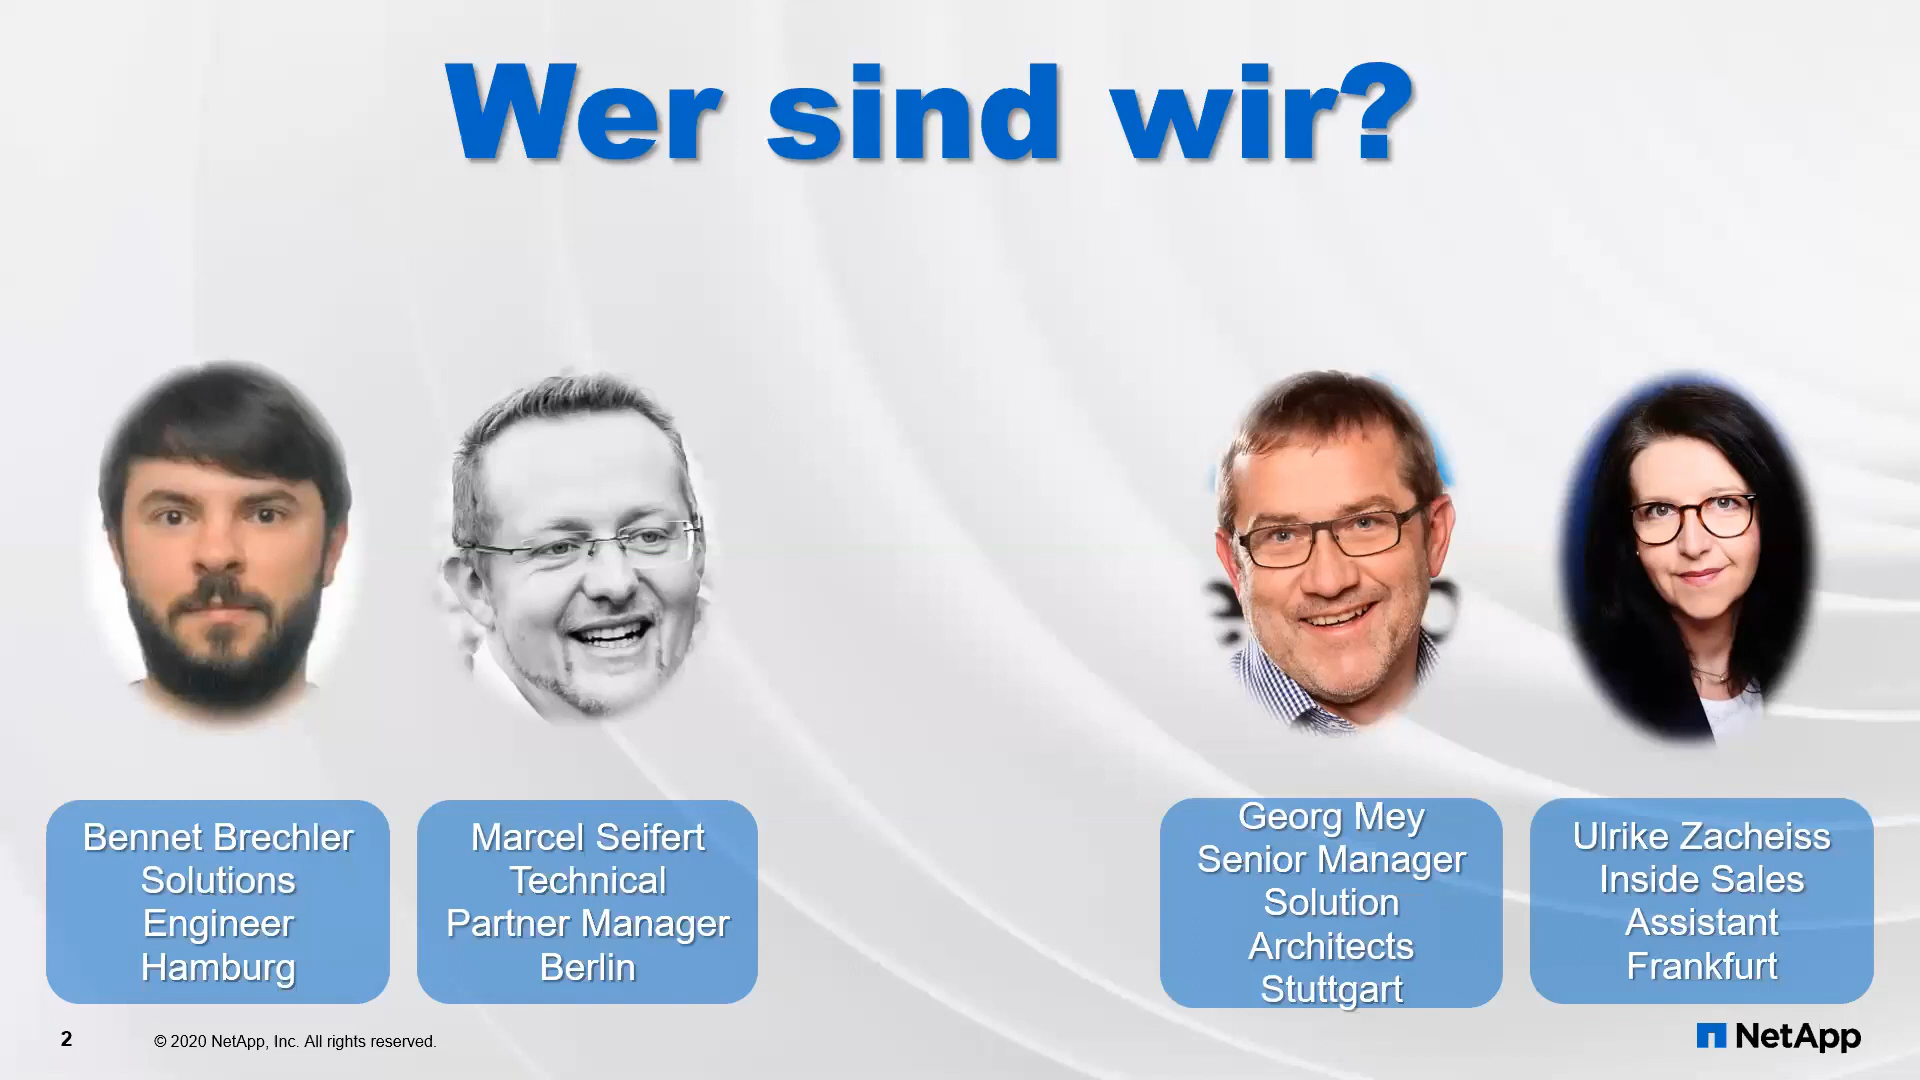 Wer sind wir?
Bennet Brechler
Solutions
Engineer
Hamburg
Marcel Seifert
Technical
Partner Manager
Berlin
Georg Mey
Senior Manager
Solution
Architects
Stuttgart
Ulrike Zacheiss
Inside Sales
Assistant
Frankfurt
2
© 2020 NetApp, Inc. All rights reserved.
NetApp